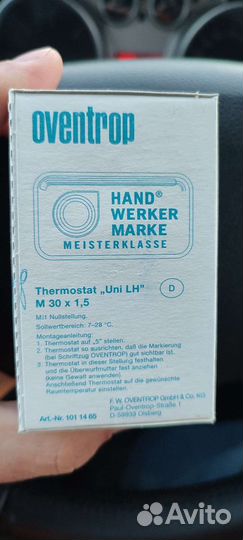 oventrop
HAND®
WERKER
MARKE
MEISTERKLASSE
Thermostat „Uni LH"
D
M 30 x 1,5
Mit Nullstellung.
Sollwertbereich: 7–28 °C.
Montageanleitung:
1. Thermostat auf „5" stellen.
2. Thermostat so ausrichten, daß die Markierung
(bei Schriftzug OVENTROP) gut sichtbar ist.
3. Thermostat in dieser Stellung festhalten
und die Überwurfmutter fast anziehen
(keine Gewalt anwenden).
Anschließend Thermostat auf die gewünschte
Raumtemperatur einstellen.
F. W. OVENTROP GmbH & Co. KG
Paul-Oventrop-Straße 1
D-59939 Olsberg
Art.-Nr. 101 14 65
Avito